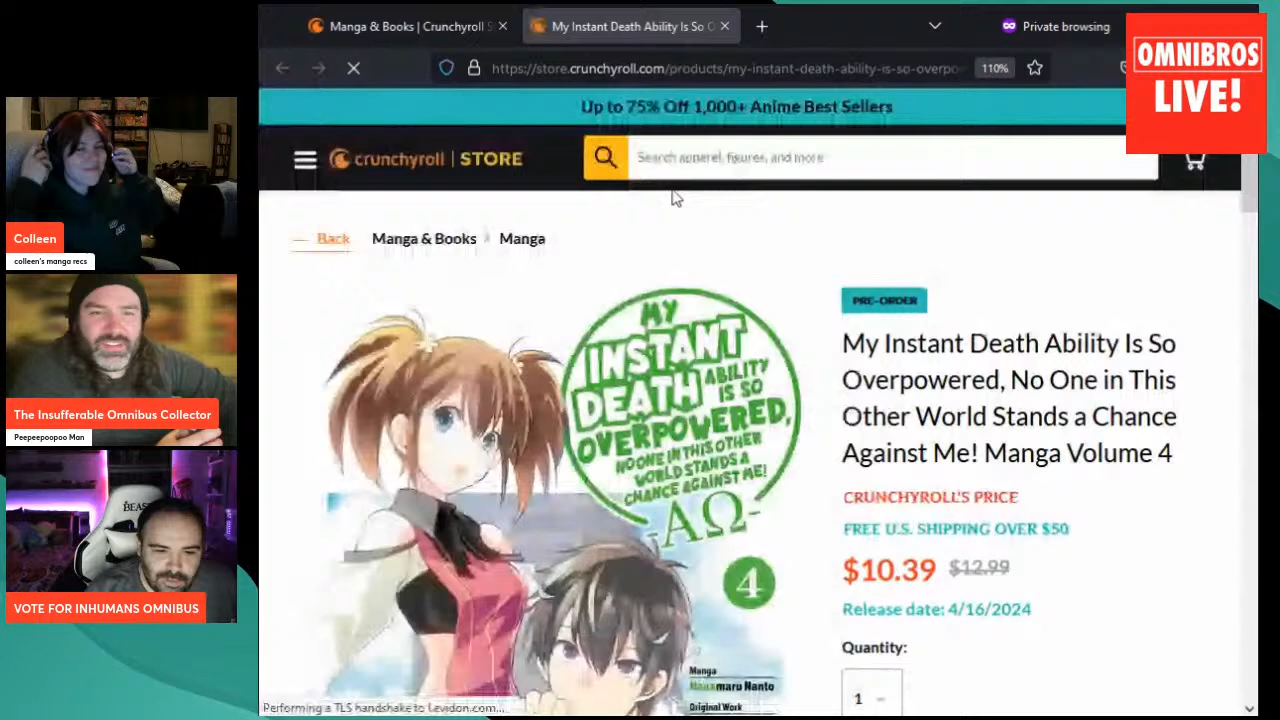 Manga & Books | Crunchyroll S
My Instant Death Ability Is So O
Private browsing
https://store.crunchyroll.com/products/my-instant-death-ability-is-so-overpo
110%
OMNIBROS
LIVE!
Up to 75% Off 1,000+ Anime Best Sellers
crunchyroll | STORE
Search apparel, figures, and more
Back
Manga & Books
Manga
Colleen
colleen's manga recs
The Insufferable Omnibus Collector
Peepeepoopoo Man
VOTE FOR INHUMANS OMNIBUS
MY
INSTANT
DEATH ABILITY
IS SO
OVERPOWERED,
NO ONE IN THIS OTHER
WORLD STANDS A
CHANCE AGAINST ME!
-ΑΩ-
4
Manga
Hanamaru Nanto
Original Work
PRE-ORDER
My Instant Death Ability Is So
Overpowered, No One in This
Other World Stands a Chance
Against Me! Manga Volume 4
CRUNCHYROLL'S PRICE
FREE U.S. SHIPPING OVER $50
$10.39 $12.99
Release date: 4/16/2024
Quantity:
1
Performing a TLS handshake to Levidon.com...